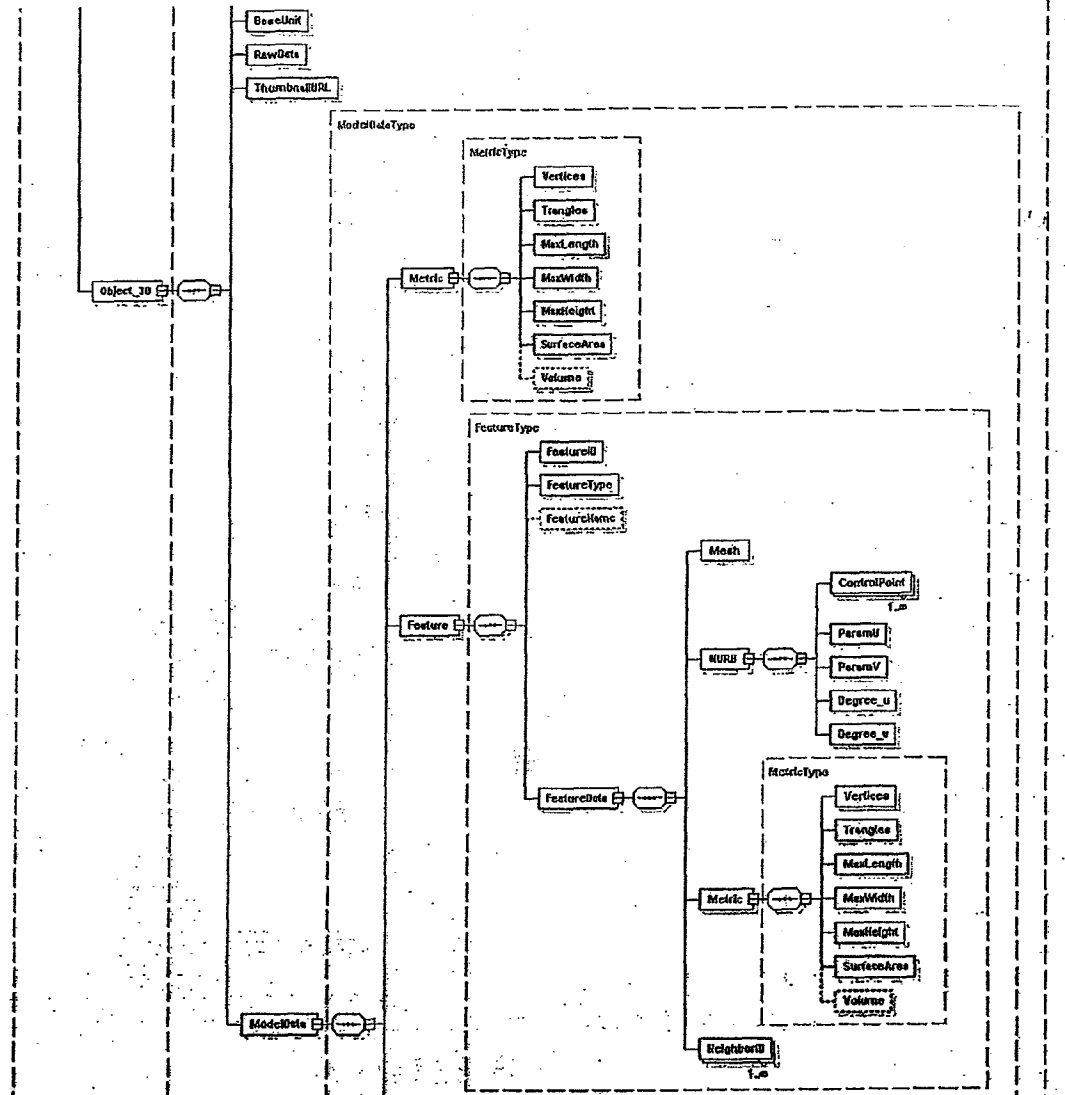 BaseUnit
RawData
ThumbnailURL
ModelDataType
MetricType
Vertices
Trangles
MaxLength
Metric
MaxWidth
Object_3D
MaxHeight
SurfaceArea
Volume
FeatureType
FeatureID
FeatureType
FeatureName
Mesh
ControlPoint
1..∞
Feature
ParamU
NURB
ParamV
Degree_u
Degree_v
MetricType
FeatureData
Vertices
Trangles
MaxLength
Metric
MaxWidth
MaxHeight
SurfaceArea
Volume
ModelData
NeighborID
1..∞